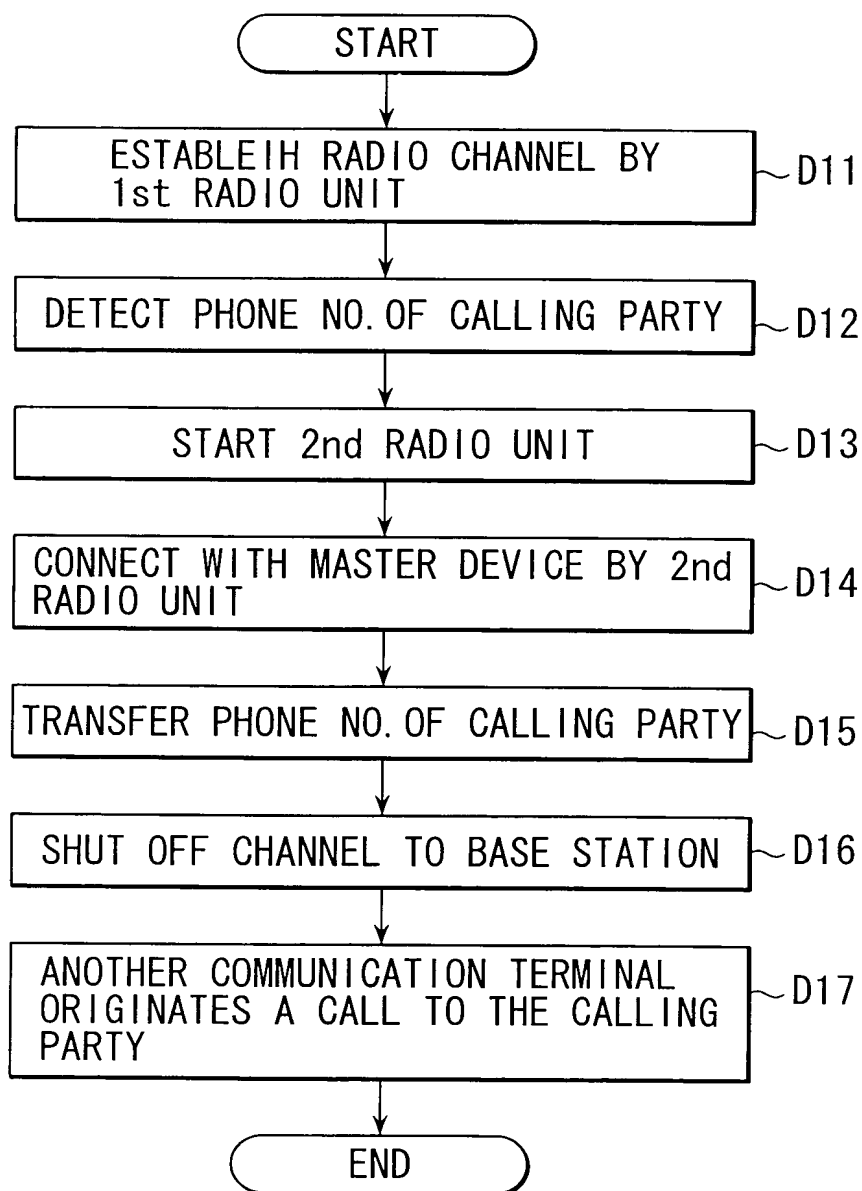 START
ESTABLEIH RADIO CHANNEL BY
1st RADIO UNIT
D11
DETECT PHONE NO. OF CALLING PARTY
D12
START 2nd RADIO UNIT
D13
CONNECT WITH MASTER DEVICE BY 2nd
RADIO UNIT
D14
TRANSFER PHONE NO. OF CALLING PARTY
D15
SHUT OFF CHANNEL TO BASE STATION
D16
ANOTHER COMMUNICATION TERMINAL
ORIGINATES A CALL TO THE CALLING
PARTY
D17
END